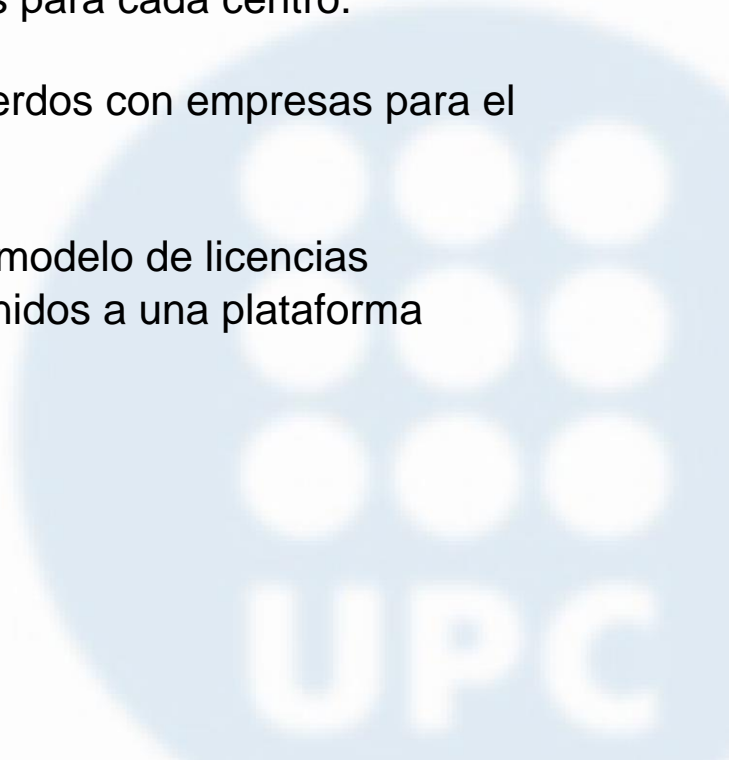 s para cada centro.
erdos con empresas para el
modelo de licencias
nidos a una plataforma
UPC